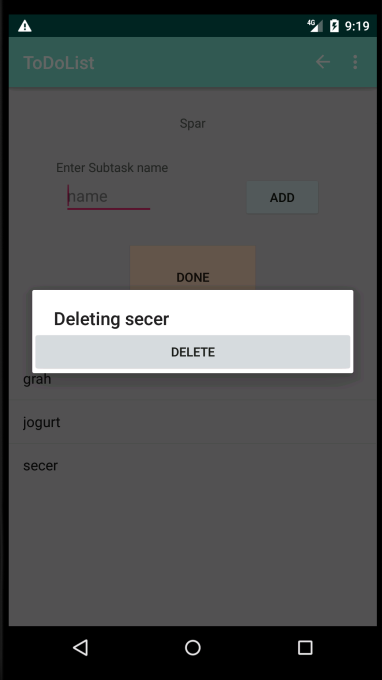 4G 9:19
ToDoList
Spar
Enter Subtask name
name
ADD
DONE
Deleting secer
DELETE
grah
jogurt
secer